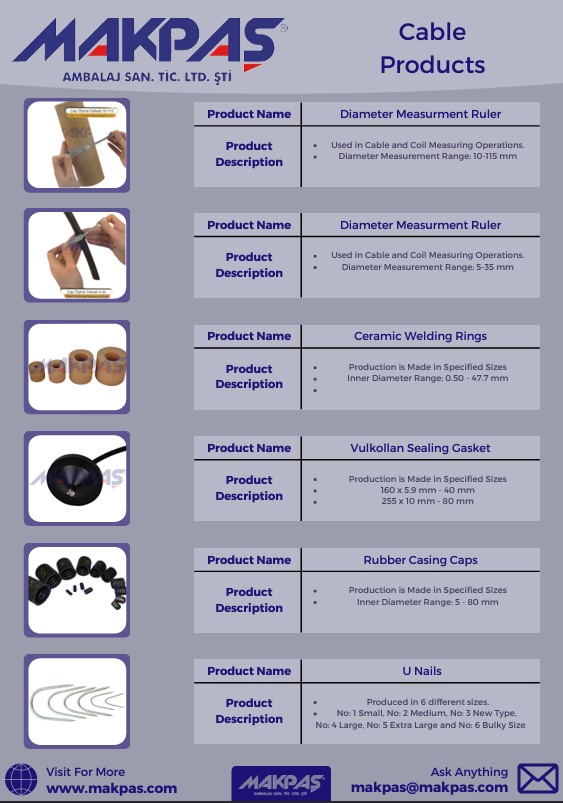 MAKPAŞ
®
AMBALAJ SAN. TİC. LTD. ŞTİ
Cable
Products
Product Name
Diameter Measurment Ruler
Product
Description
Used in Cable and Coil Measuring Operations.
Diameter Measurement Range: 10-115 mm
Product Name
Diameter Measurment Ruler
Product
Description
Used in Cable and Coil Measuring Operations.
Diameter Measurement Range: 5-35 mm
Product Name
Ceramic Welding Rings
Product
Description
Production is Made in Specified Sizes
Inner Diameter Range: 0.50 - 47.7 mm
MAKPAŞ
Product Name
Vulkollan Sealing Gasket
Product
Description
Production is Made in Specified Sizes
160 x 5.9 mm - 40 mm
255 x 10 mm - 80 mm
MAKPAŞ
Product Name
Rubber Casing Caps
Product
Description
Production is Made in Specified Sizes
Inner Diameter Range: 5 - 80 mm
Product Name
U Nails
Product
Description
Produced in 6 different sizes.
No: 1 Small, No: 2 Medium, No: 3 New Type,
No: 4 Large, No: 5 Extra Large and No: 6 Bulky Size
Visit For More
www.makpas.com
MAKPAŞ
AMBALAJ SAN. TİC. LTD. ŞTİ
Ask Anything
makpas@makpas.com